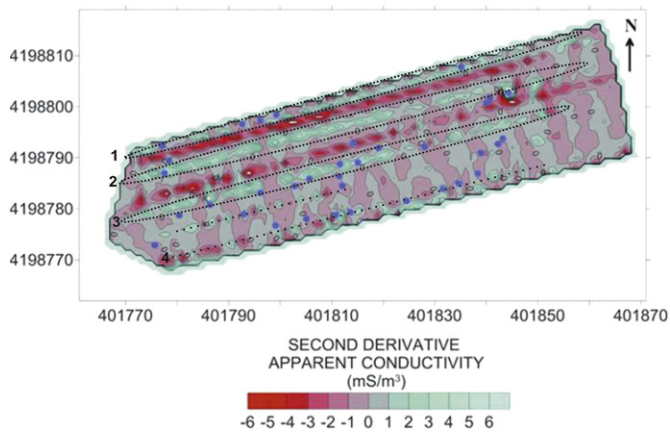 N
4198810
4198800
4198790
4198780
4198770
1
2
3
4
401770 401790 401810 401830 401850 401870
SECOND DERIVATIVE
APPARENT CONDUCTIVITY
(mS/m³)
-6 -5 -4 -3 -2 -1 0 1 2 3 4 5 6